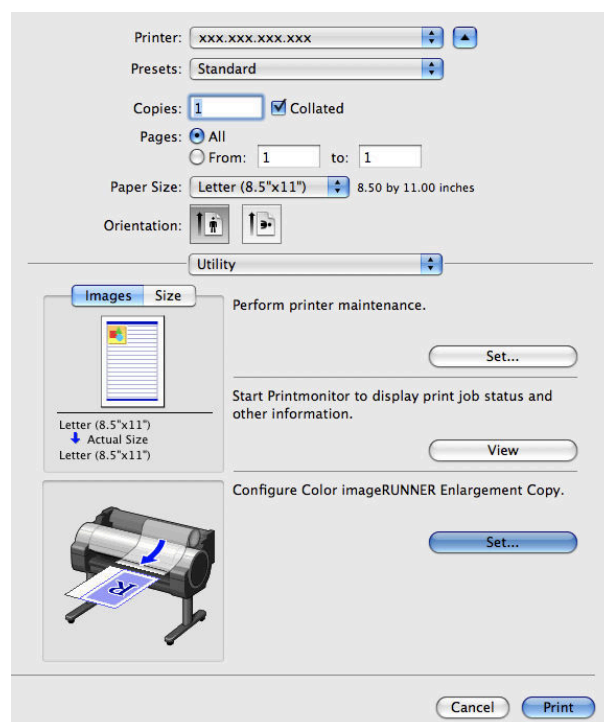 Printer: xxx.xxx.xxx.xxx
Presets: Standard
Copies: 1 Collated
Pages: All
From: 1 to: 1
Paper Size: Letter (8.5"x11") 8.50 by 11.00 inches
Orientation:
Utility
Images Size
Letter (8.5"x11")
Actual Size
Letter (8.5"x11")
Perform printer maintenance.
Set...
Start Printmonitor to display print job status and
other information.
View
Configure Color imageRUNNER Enlargement Copy.
Set...
R
Cancel Print